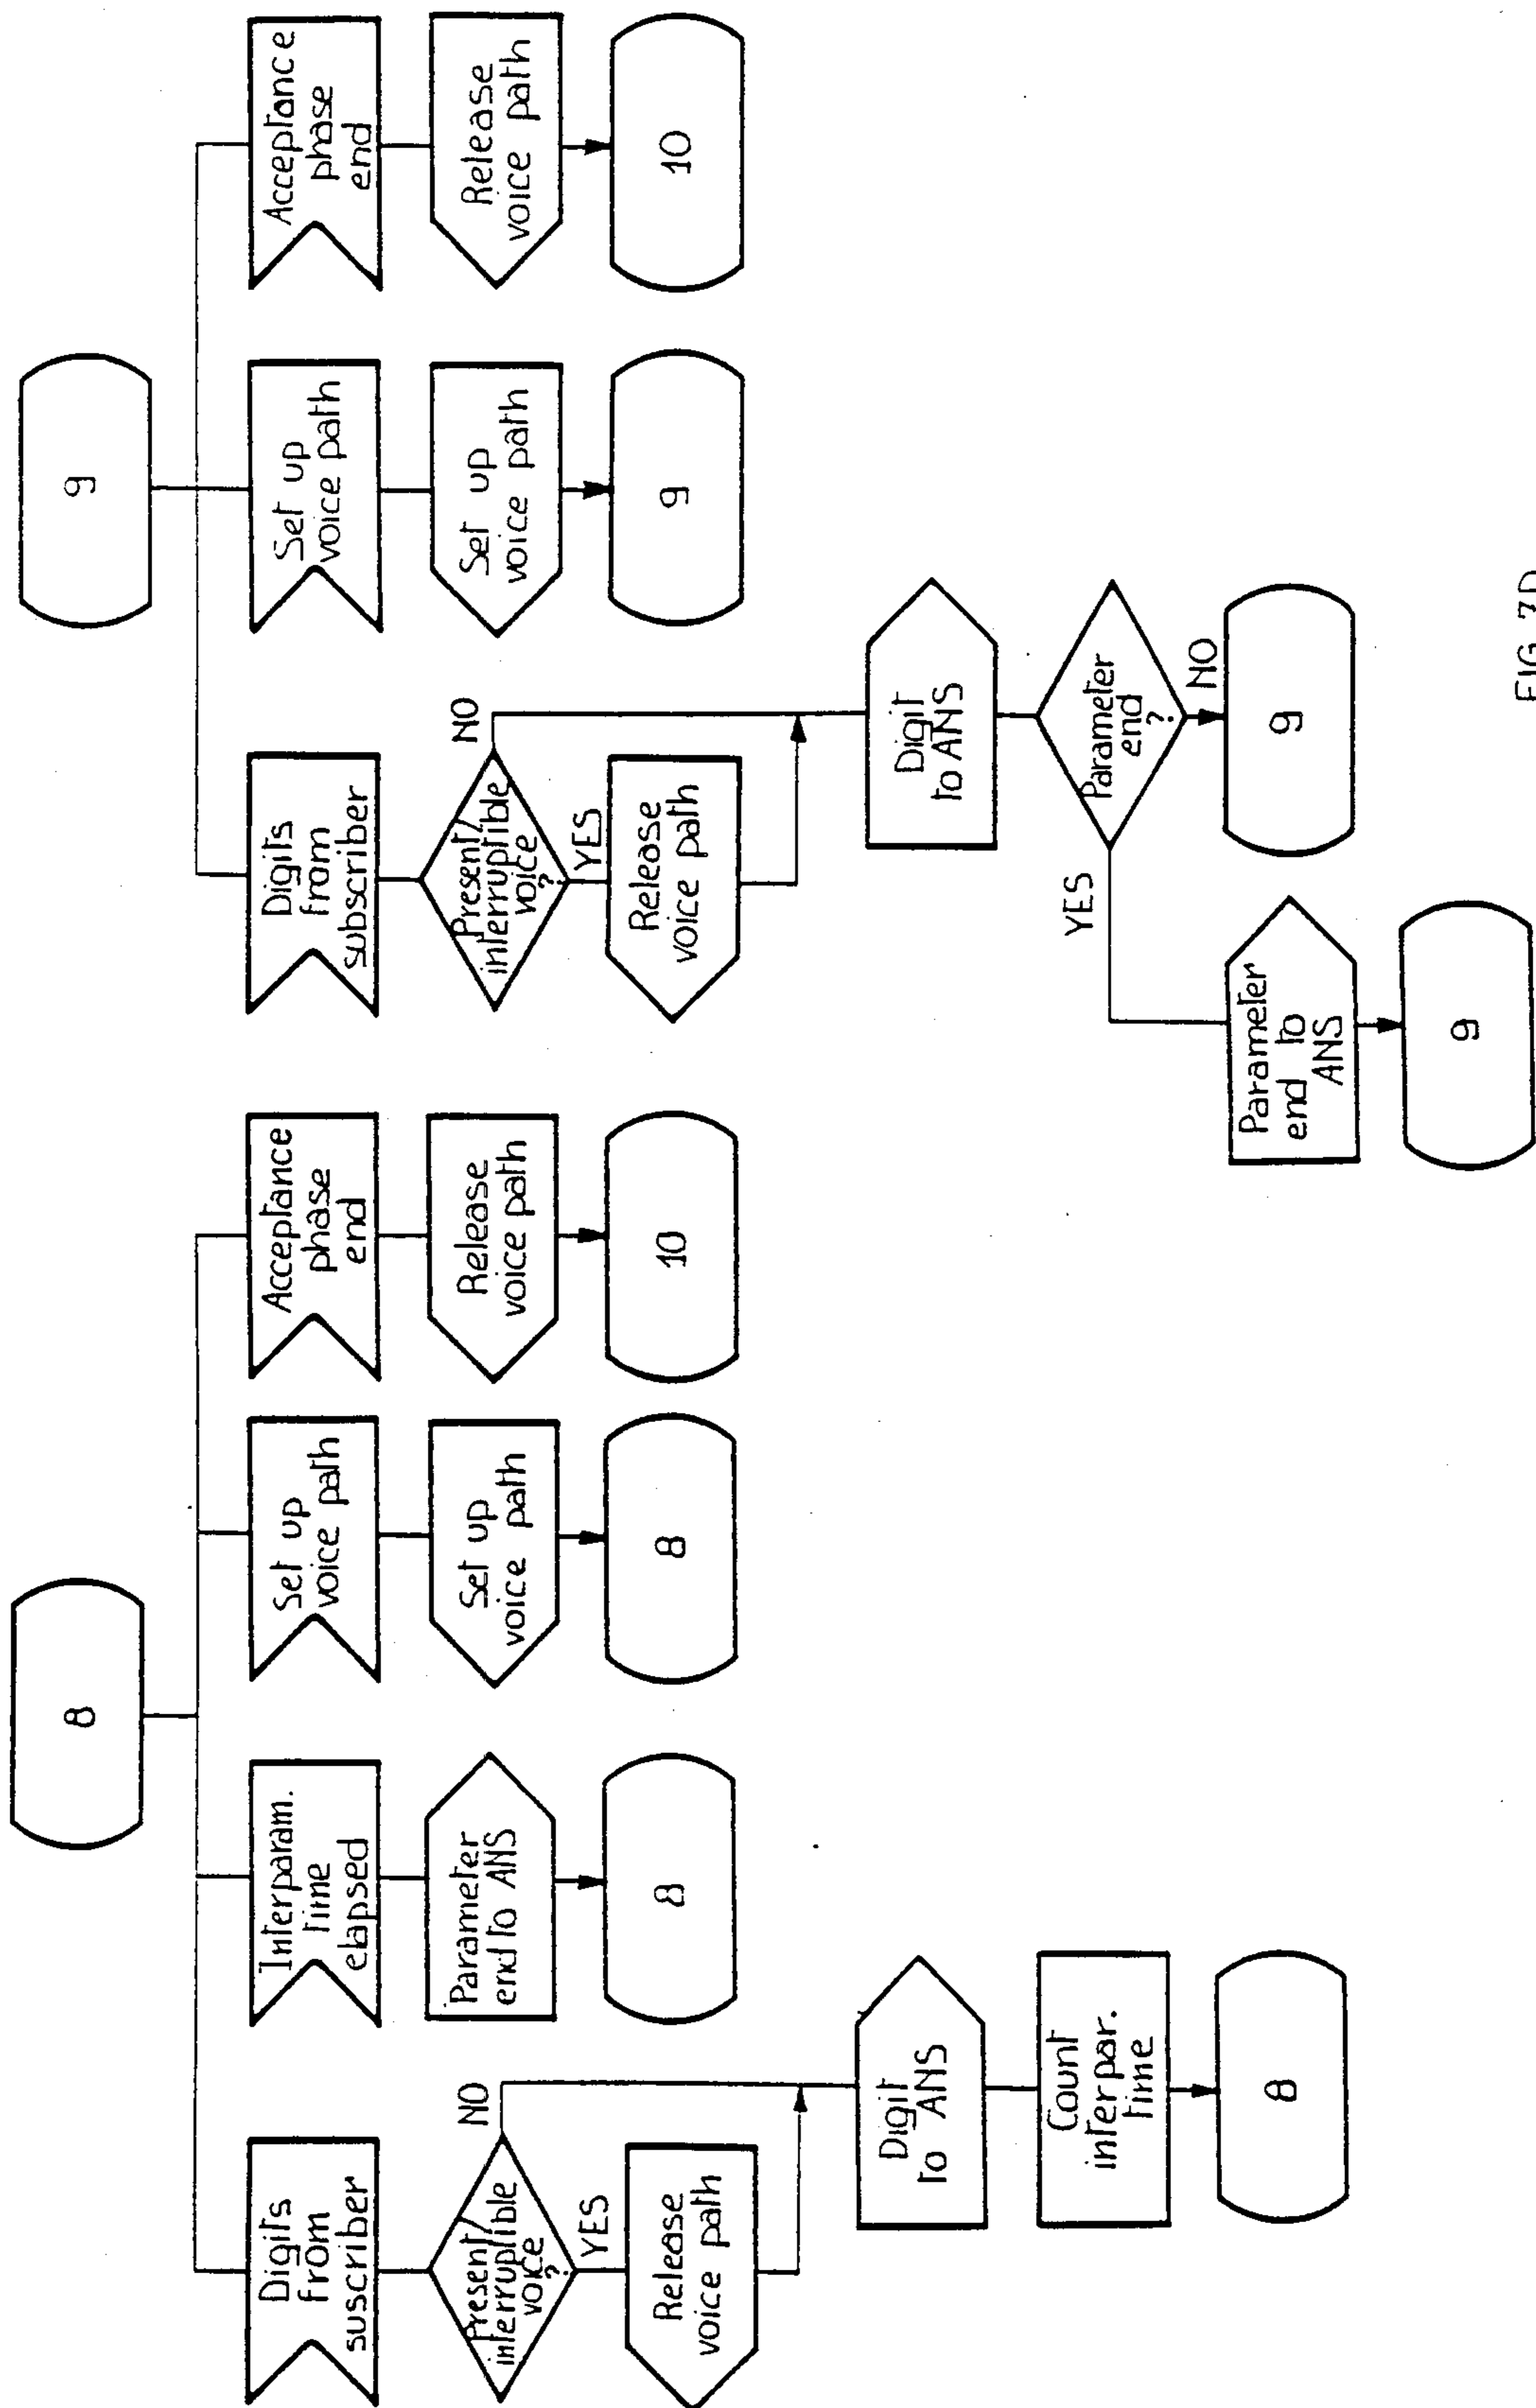 8
Digits
from
suscriber
Present/
interruptible
voice
?
NO
YES
Release
voice path
Digit
to ANS
Count
interpar.
time
8
Interparam.
time
elapsed
Parameter
end to ANS
8
Set up
voice path
Set up
voice path
8
Acceptance
phase
end
Release
voice path
10
9
Digits
from
subscriber
Present/
interruptible
voice
?
NO
YES
Release
voice path
Digit
to ANS
Parameter
end
?
YES
NO
Parameter
end to
ANS
9
9
Set up
voice path
Set up
voice path
9
Acceptance
phase
end
Release
voice path
10